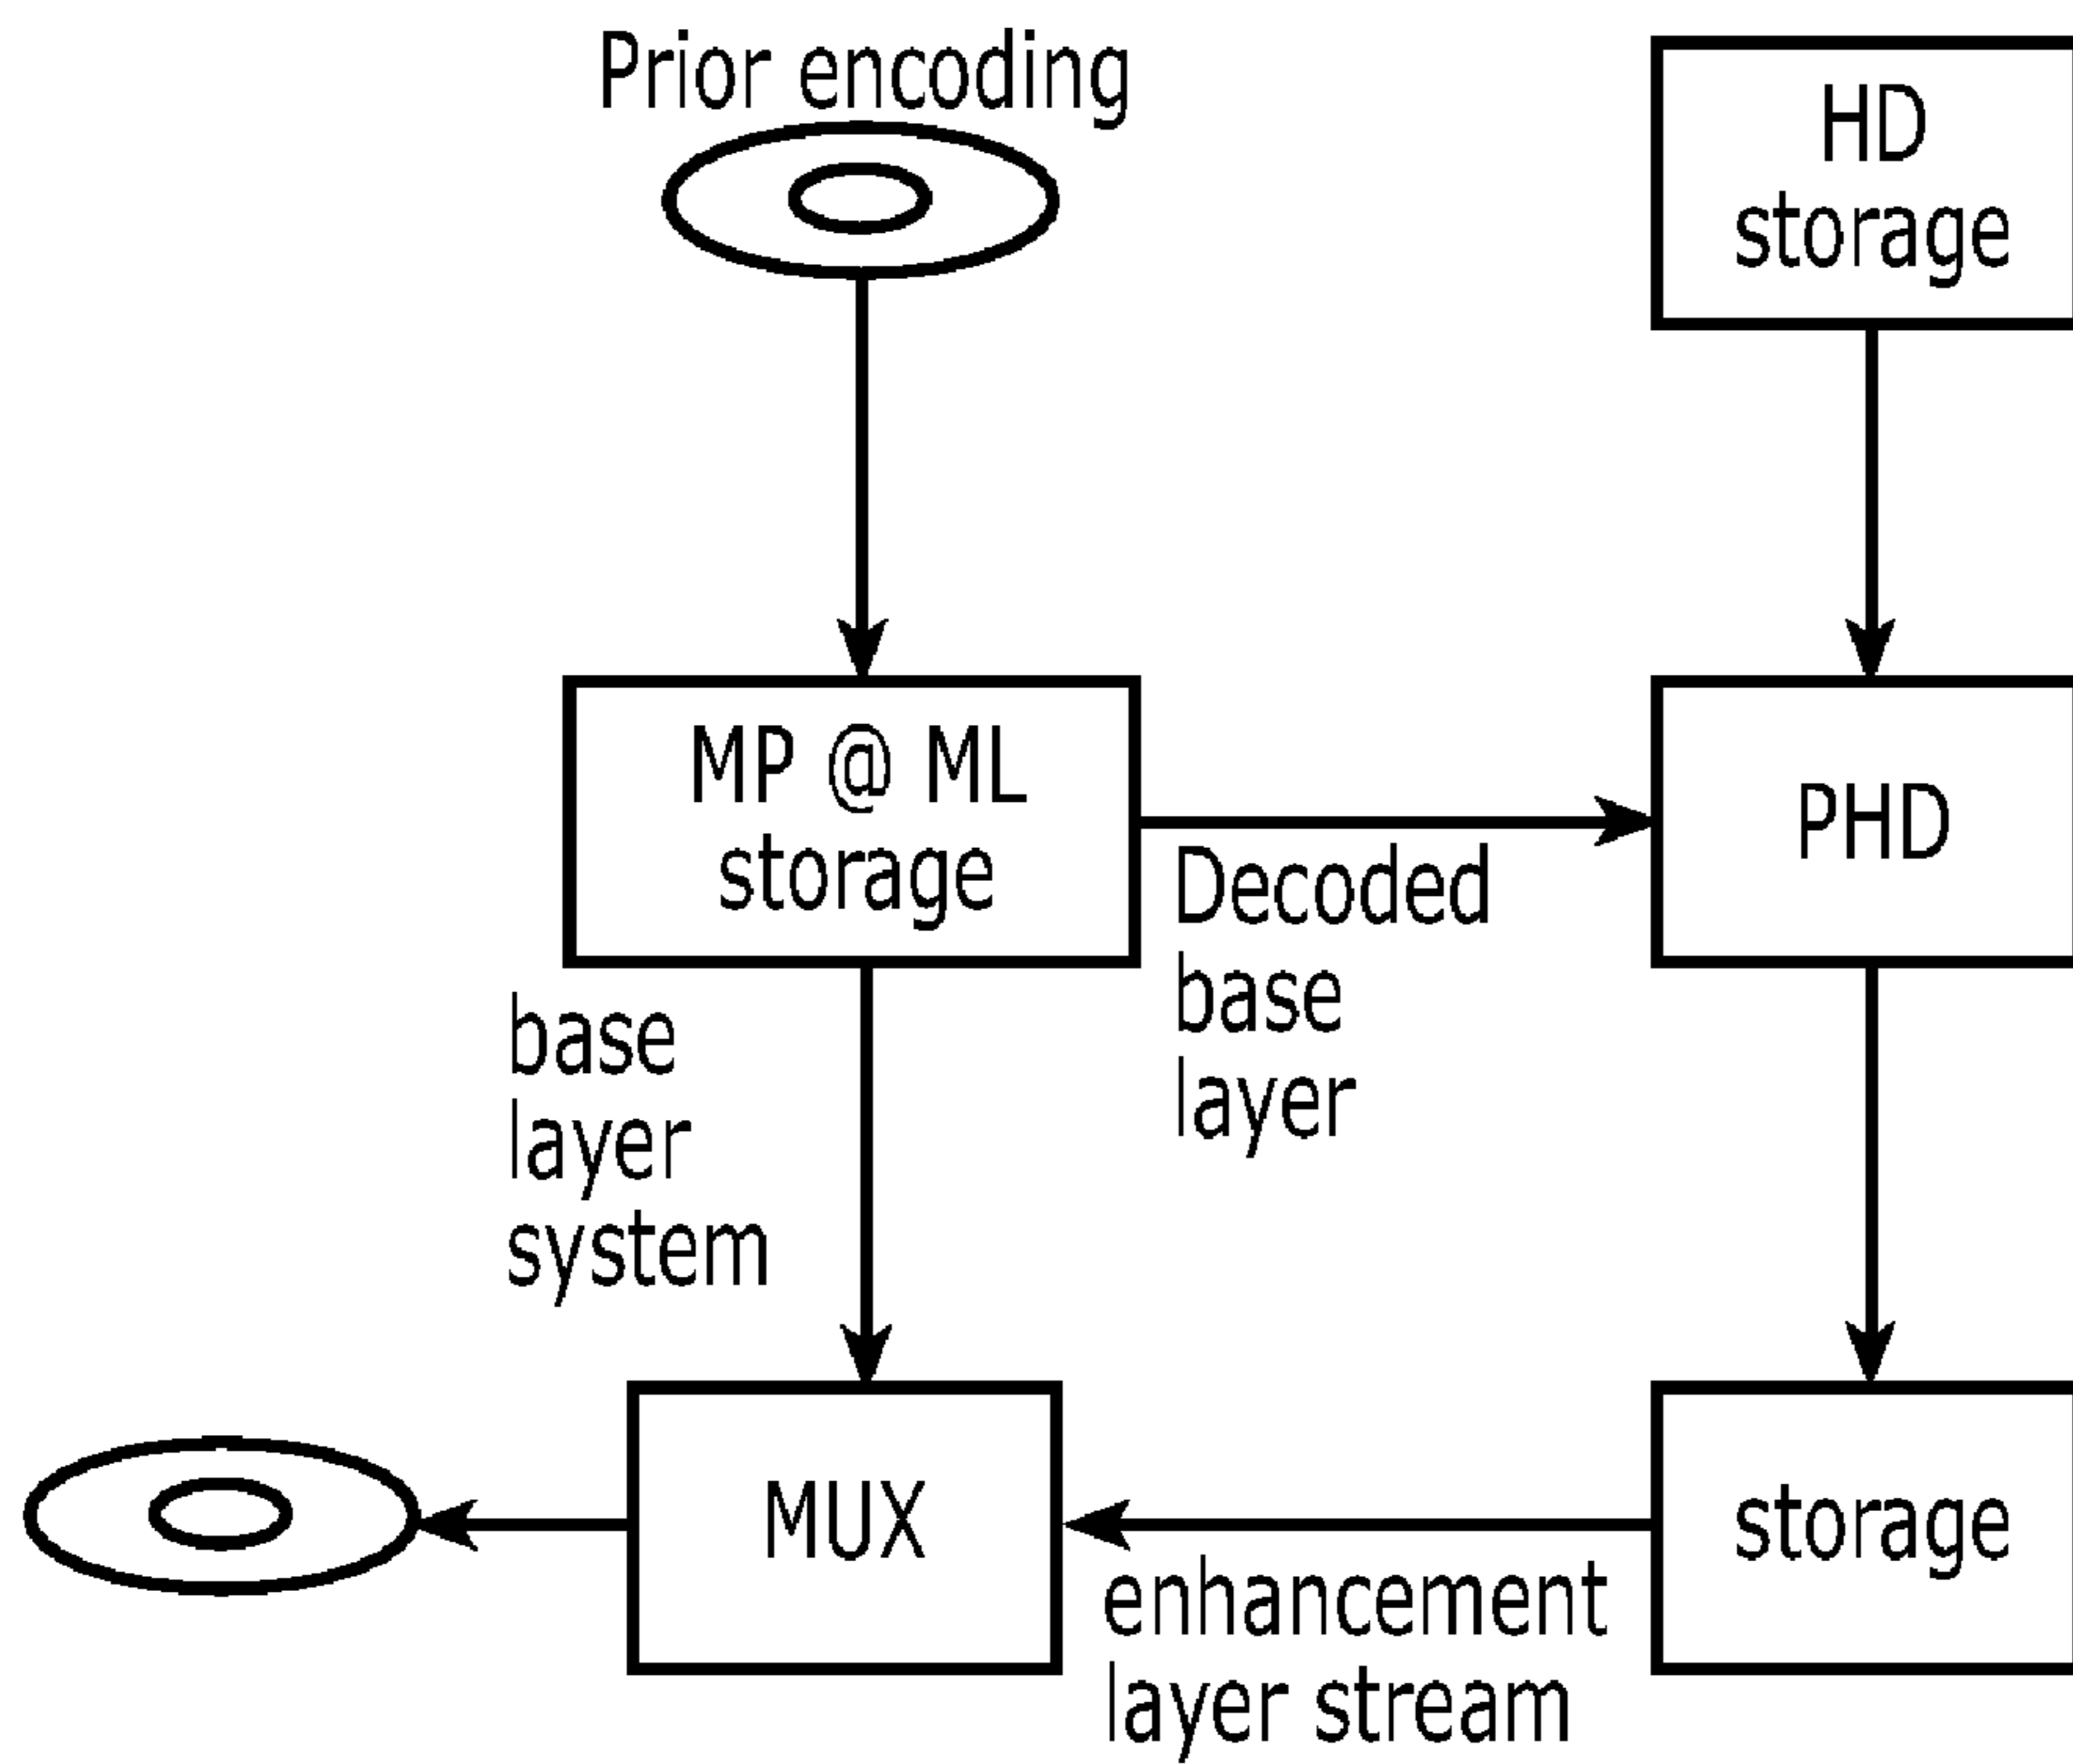 Prior encoding
HD
storage
MP @ ML
storage
PHD
Decoded
base
layer
base
layer
system
MUX
storage
enhancement
layer stream